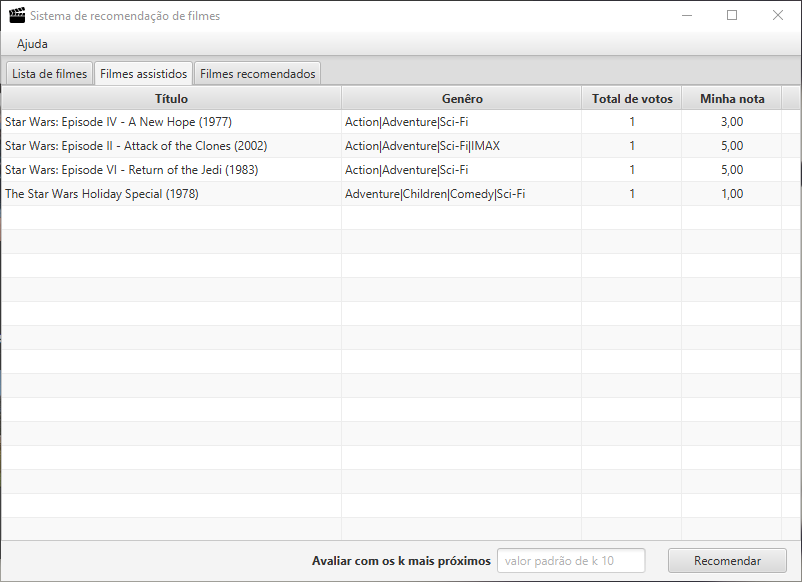 Sistema de recomendação de filmes
Ajuda
Lista de filmes Filmes assistidos Filmes recomendados
Título Genêro Total de votos Minha nota
Star Wars: Episode IV - A New Hope (1977) Action|Adventure|Sci-Fi 1 3,00
Star Wars: Episode II - Attack of the Clones (2002) Action|Adventure|Sci-Fi|IMAX 1 5,00
Star Wars: Episode VI - Return of the Jedi (1983) Action|Adventure|Sci-Fi 1 5,00
The Star Wars Holiday Special (1978) Adventure|Children|Comedy|Sci-Fi 1 1,00
Avaliar com os k mais próximos valor padrão de k 10 Recomendar